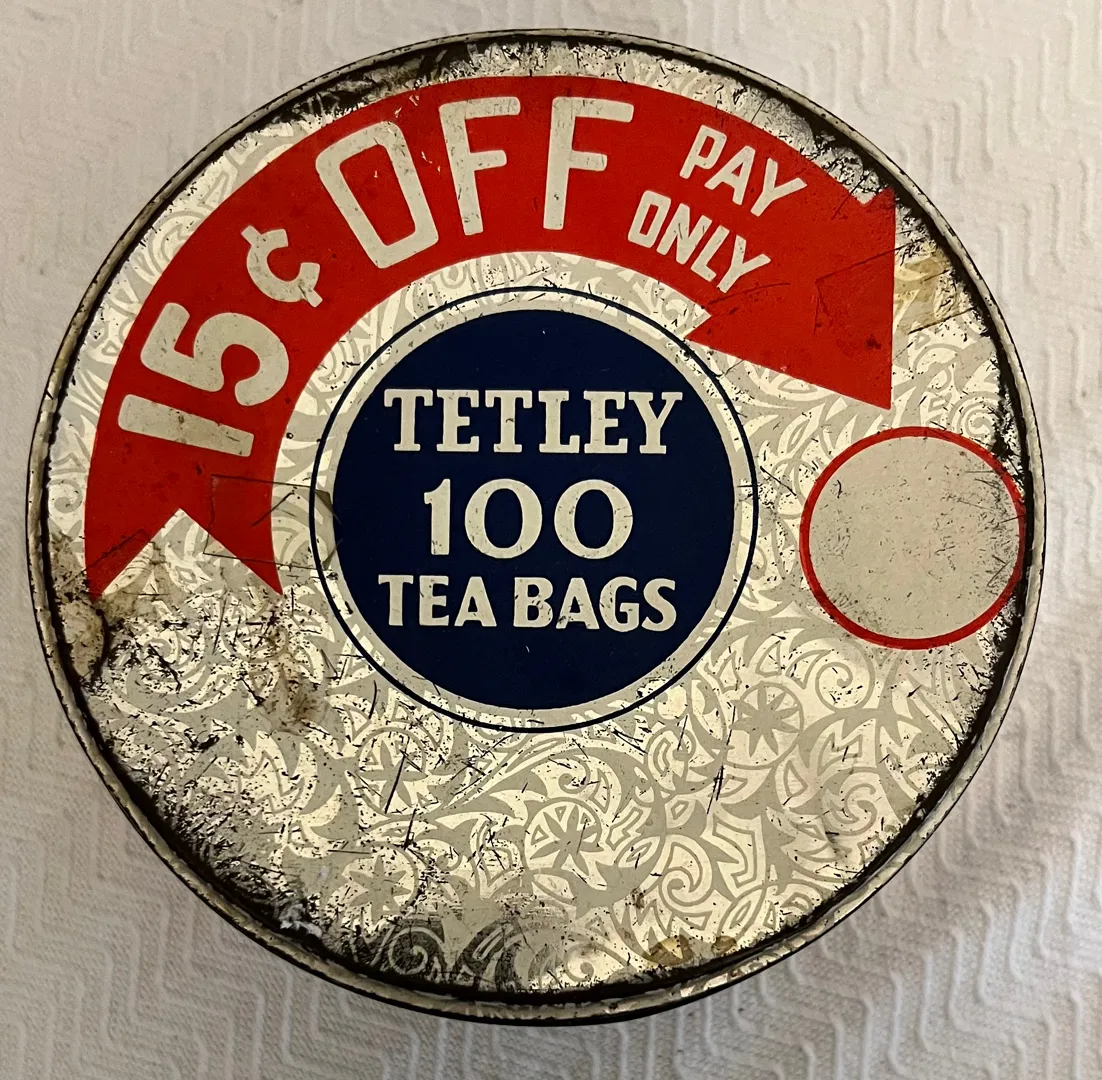 15¢ OFF
PAY
ONLY
TETLEY
100
TEA BAGS